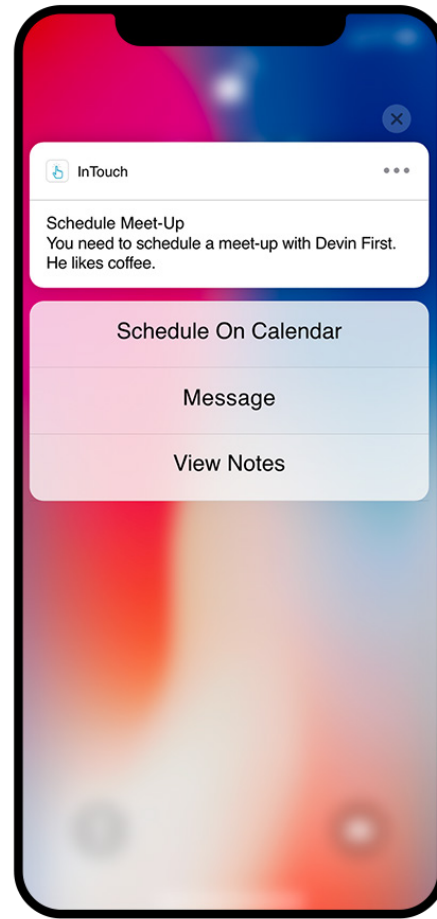 InTouch
Schedule Meet-Up
You need to schedule a meet-up with Devin First.
He likes coffee.
Schedule On Calendar
Message
View Notes